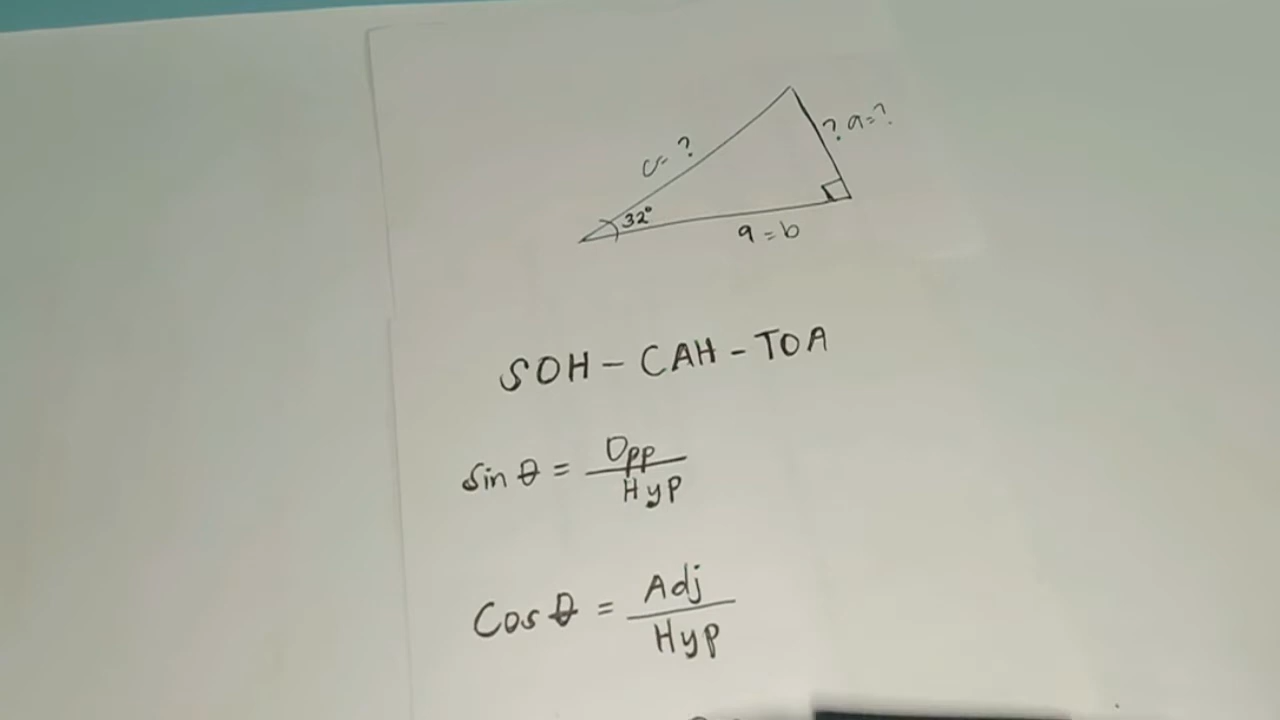 c=?
? a=?
32°
9=b
SOH-CAH-TOA
Sin θ = Opp
Hyp
Cos θ = Adj
Hyp